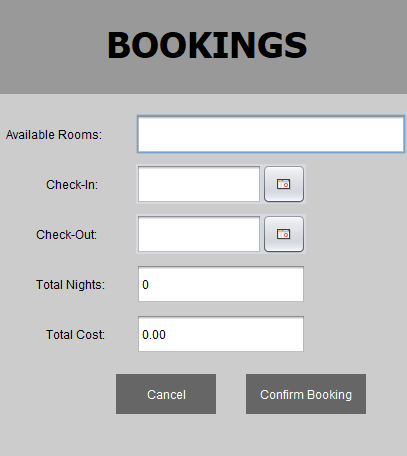 BOOKINGS
Available Rooms:
Check-In:
Check-Out:
Total Nights: 0
Total Cost: 0.00
Cancel Confirm Booking